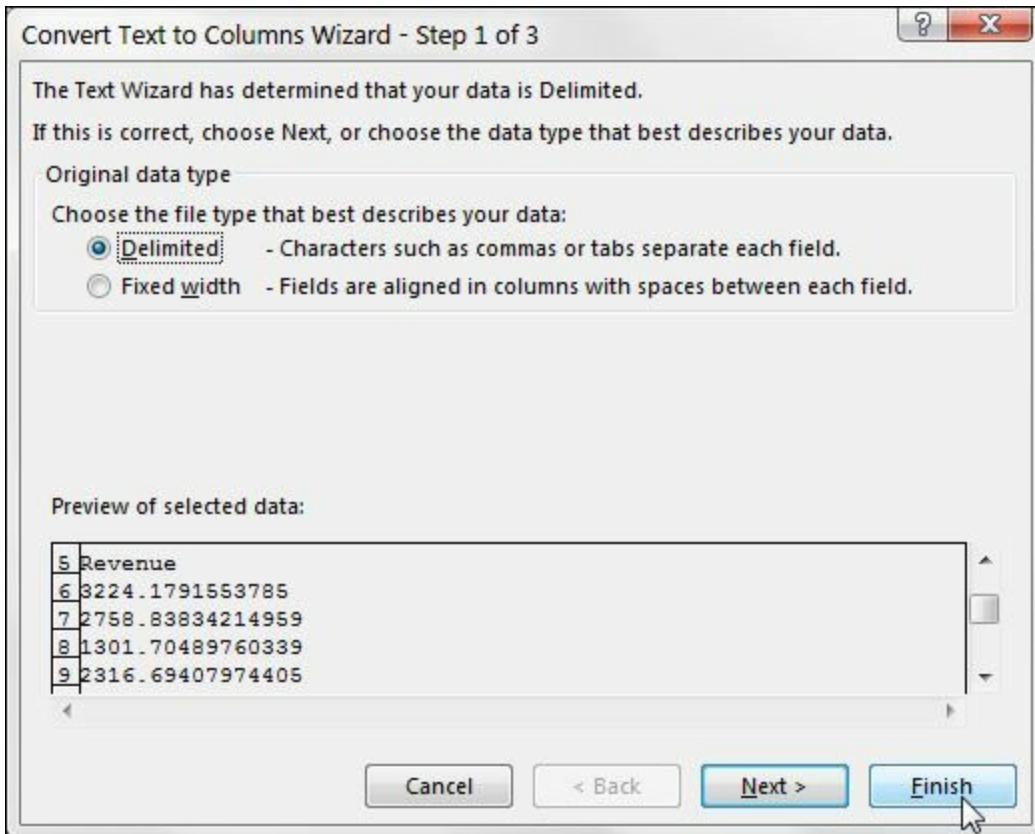 Convert Text to Columns Wizard - Step 1 of 3
?
The Text Wizard has determined that your data is Delimited.
If this is correct, choose Next, or choose the data type that best describes your data.
Original data type
Choose the file type that best describes your data:
Delimited - Characters such as commas or tabs separate each field.
Fixed width - Fields are aligned in columns with spaces between each field.
Preview of selected data:
5 Revenue
6 3224.1791553785
7 2758.83834214959
8 1301.70489760339
9 2316.69407974405
Cancel < Back Next > Finish